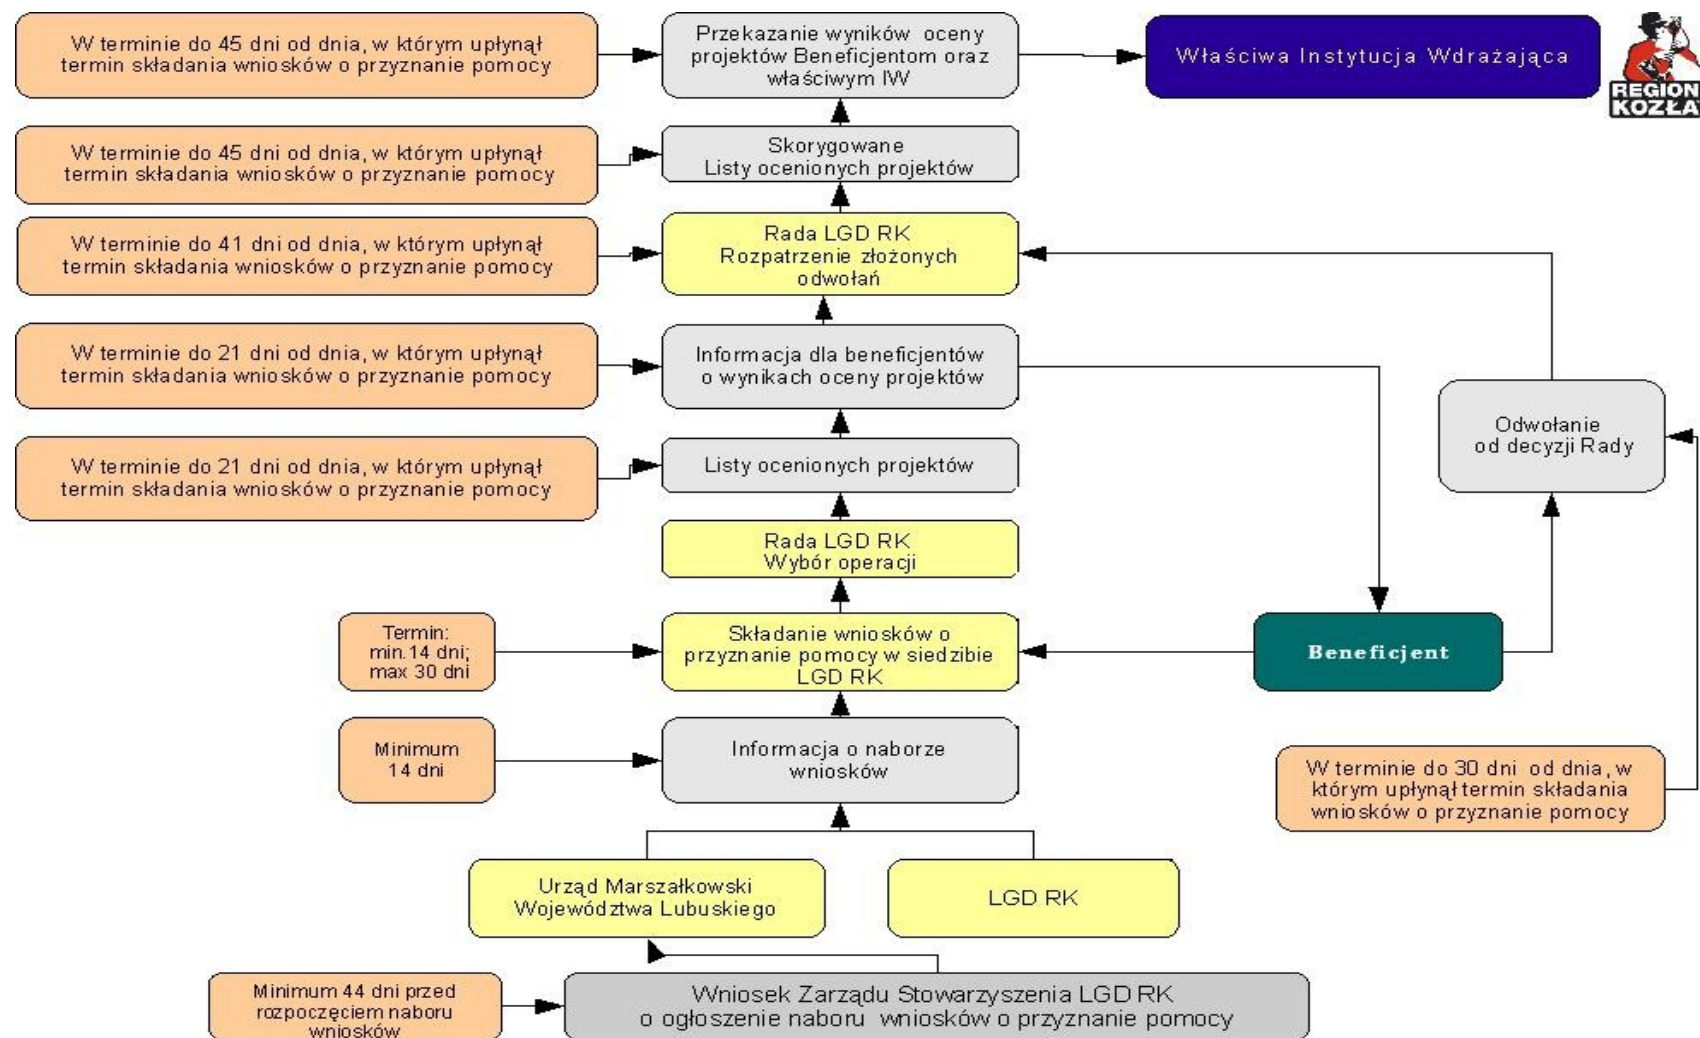 W terminie do 45 dni od dnia, w którym upłynął
termin składania wniosków o przyznanie pomocy
Przekazanie wyników oceny
projektów Beneficjentom oraz
właściwym IW
Właściwa Instytucja Wdrażająca
REGION
KOZŁA
W terminie do 45 dni od dnia, w którym upłynął
termin składania wniosków o przyznanie pomocy
Skorygowane
Listy ocenionych projektów
W terminie do 41 dni od dnia, w którym upłynął
termin składania wniosków o przyznanie pomocy
Rada LGD RK
Rozpatrzenie złożonych
odwołań
W terminie do 21 dni od dnia, w którym upłynął
termin składania wniosków o przyznanie pomocy
Informacja dla beneficjentów
o wynikach oceny projektów
Odwołanie
od decyzji Rady
W terminie do 21 dni od dnia, w którym upłynął
termin składania wniosków o przyznanie pomocy
Listy ocenionych projektów
Rada LGD RK
Wybór operacji
Termin:
min.14 dni;
max 30 dni
Składanie wniosków o
przyznanie pomocy w siedzibie
LGD RK
Beneficjent
Minimum
14 dni
Informacja o naborze
wniosków
W terminie do 30 dni od dnia, w
którym upłynął termin składania
wniosków o przyznanie pomocy
Urząd Marszałkowski
Województwa Lubuskiego
LGD RK
Minimum 44 dni przed
rozpoczęciem naboru
wniosków
Wniosek Zarządu Stowarzyszenia LGD RK
o ogłoszenie naboru wniosków o przyznanie pomocy